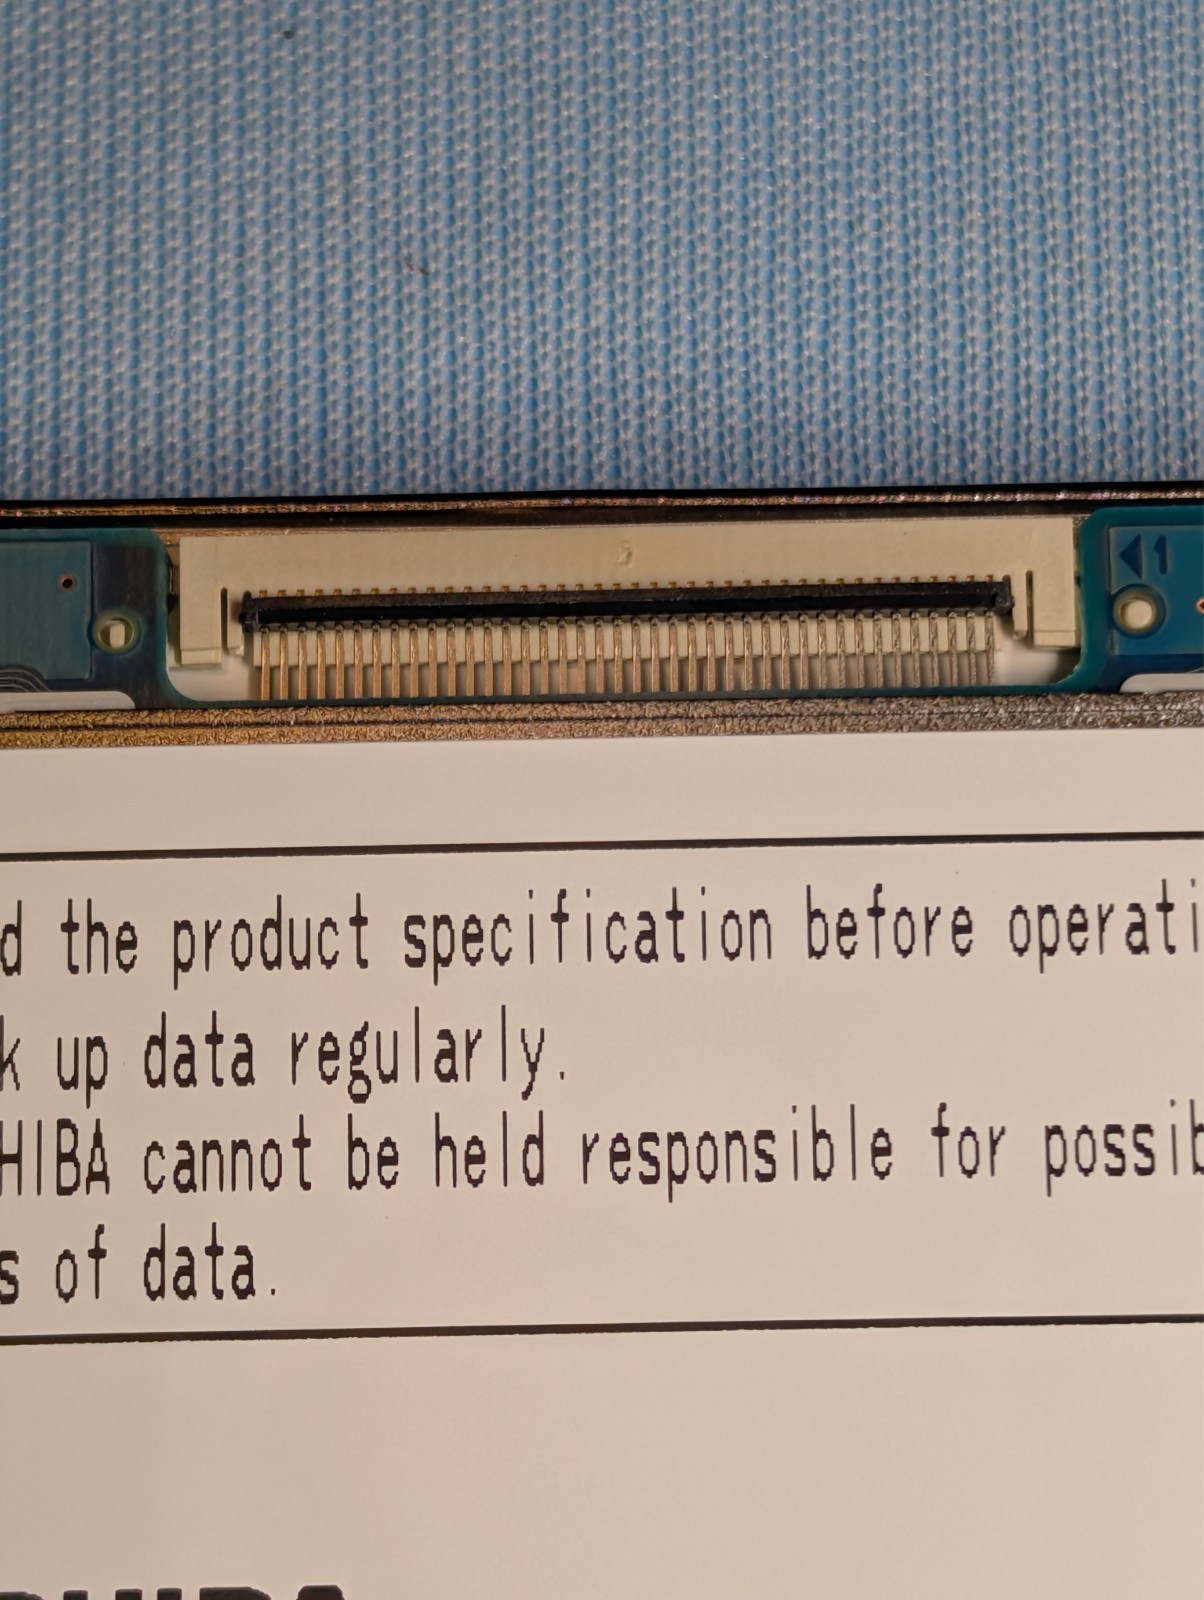 ◀1
d the product specification before operati
k up data regularly.
HIBA cannot be held responsible for possib
s of data.